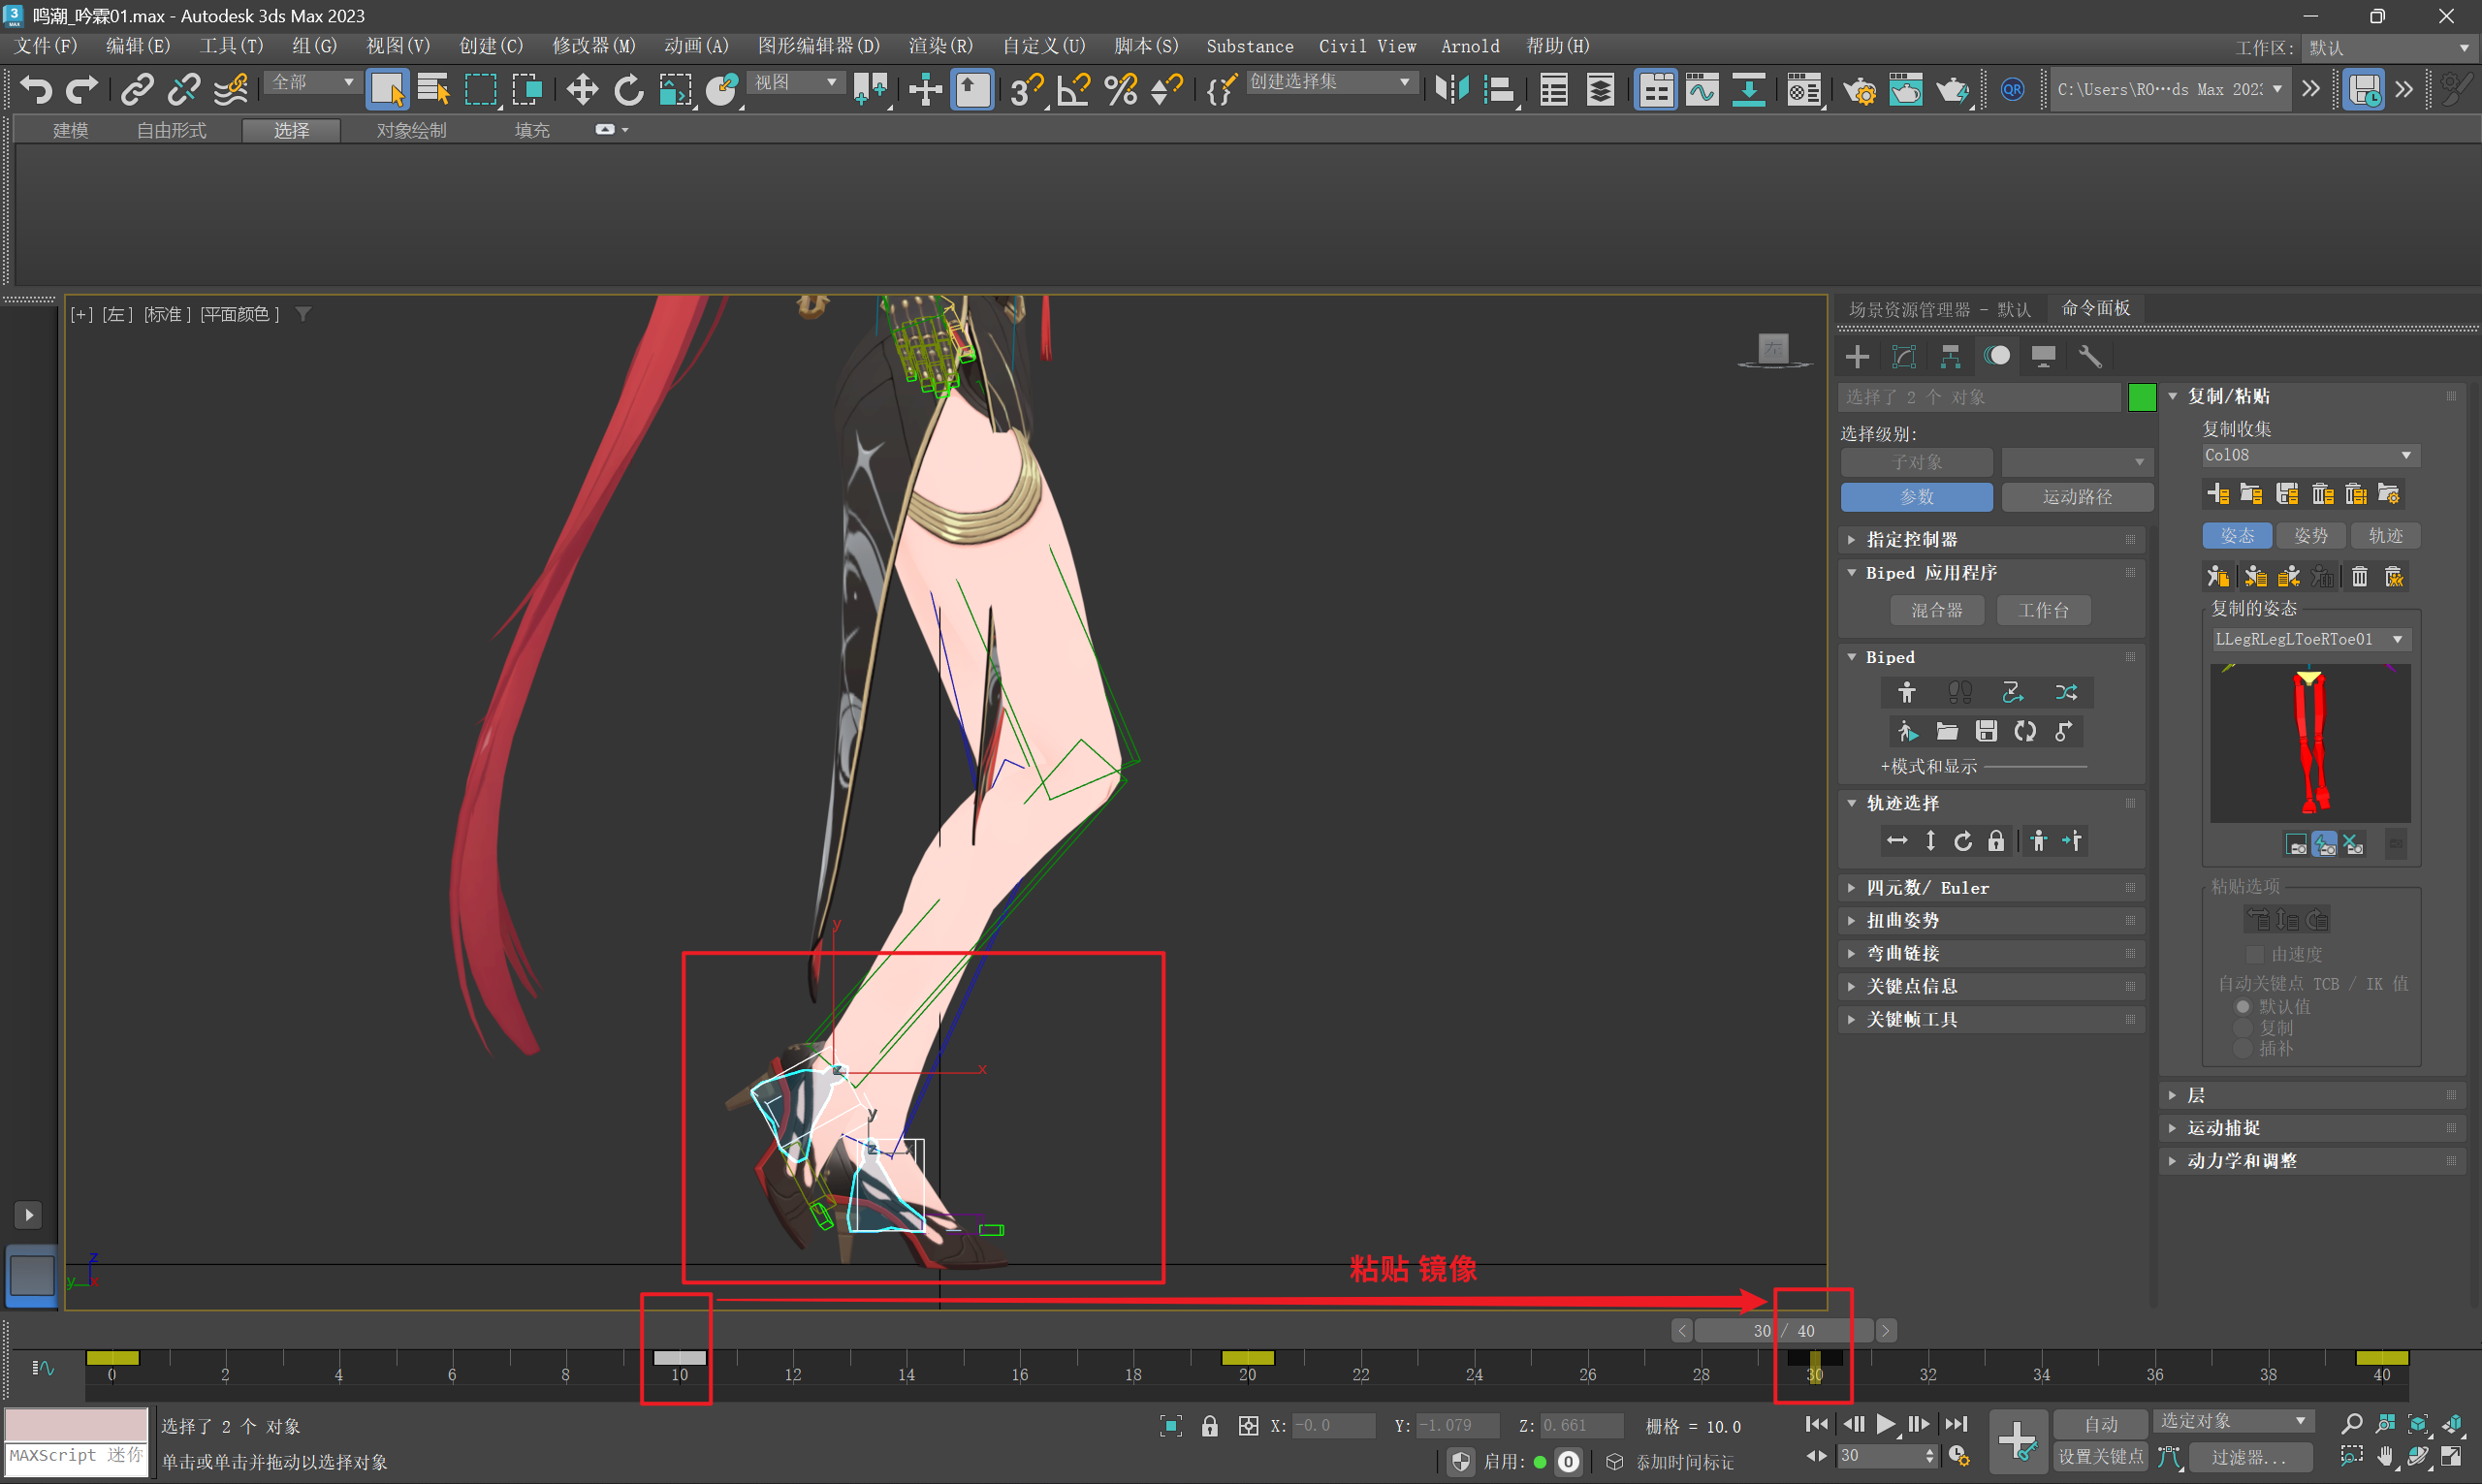 鸣潮_吟霖01.max - Autodesk 3ds Max 2023
文件(F) 编辑(E) 工具(T) 组(G) 视图(V) 创建(C) 修改器(M) 动画(A) 图形编辑器(D) 渲染(R) 自定义(U) 脚本(S) Substance Civil View Arnold 帮助(H)
工作区: 默认
全部 视图 创建选择集 QR C:\Users\RO···ds Max 202
建模 自由形式 选择 对象绘制 填充
[+] [左] [标准] [平面颜色]
左
场景资源管理器 - 默认 命令面板
选择了 2 个 对象
选择级别:
子对象
参数 运动路径
指定控制器
Biped 应用程序
混合器 工作台
Biped
+模式和显示
轨迹选择
四元数/ Euler
扭曲姿势
弯曲链接
关键点信息
关键帧工具
复制/粘贴
复制收集
Col08
姿态 姿势 轨迹
复制的姿态
LLegRLegLToeRToe01
粘贴选项
由速度
自动关键点 TCB / IK 值
默认值
复制
插补
层
运动捕捉
动力学和调整
y
x
z
y
z
x
z
y
x
粘贴 镜像
30 / 40
0 2 4 6 8 10 12 14 16 18 20 22 24 26 28 30 32 34 36 38 40
选择了 2 个 对象
X: -0.0 Y: -1.079 Z: 0.661 栅格 = 10.0
自动 选定对象
MAXScript 迷你
单击或单击并拖动以选择对象
启用: 0 添加时间标记
30
设置关键点 过滤器...